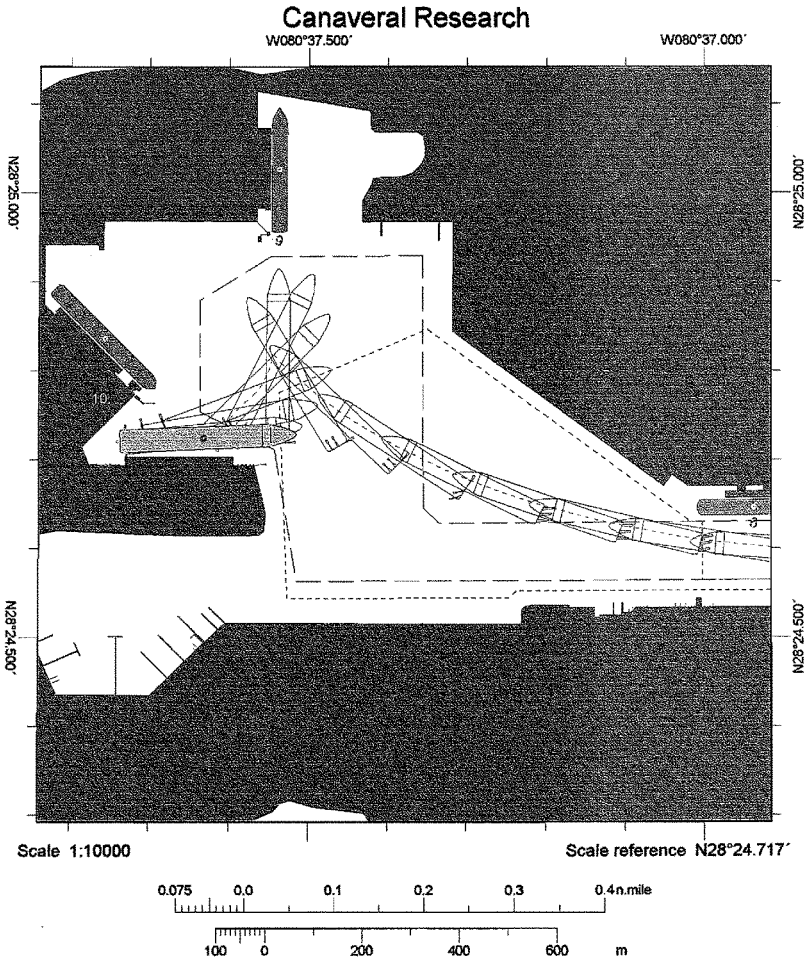 Canaveral Research
W080°37.500´ W080°37.000´
N28°25.000´ N28°25.000´
9
10.
N28°24.500´ N28°24.500´
Scale 1:10000 Scale reference N28°24.717´
0.075 0.0 0.1 0.2 0.3 0.4n.mile
100 0 200 400 600 m